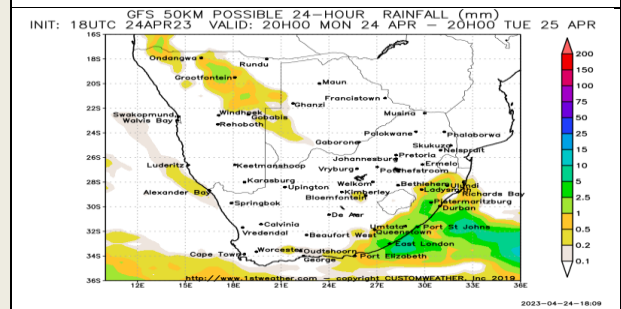 GFS 50KM POSSIBLE 24-HOUR RAINFALL (mm)
INIT: 18UTC 24APR23 VALID: 20H00 MON 24 APR – 20H00 TUE 25 APR
16S
Ondangwa
Rundu
18S
200
Grootfontein
150
Maun
20S
100
Francistown
Ghanzi
75
22S
Windhoek
Gobabis
Musina
50
Swakopmund
Walvis Bay
Rehoboth
25
24S
Polokwane
Phalaborwa
Gaborone
Skukuza
15
Nelspruit
26S
Pretoria
Johannesburg
10
Luderitz
Keetmanshoop
Vryburg
Ermelo
Potchefstroom
5
28S
Karasburg
Welkom
Bethlehem
Ulundi
Upington
Kimberley
Ladysmith
2.5
Alexander Bay
Bloemfontein
Richards Bay
30S
Springbok
Pietermaritzburg
Durban
1
De Aar
Calvinia
Umtata
Port St Johns
0.5
32S
Vredendal
Beaufort West
Queenstown
East London
0.2
34S
Cape Town
Worcester
Oudtshoorn
George
Port Elizabeth
0.1
http://www.1stweather.com – copyright CUSTOMWEATHER, Inc 2019
36S
12E 15E 18E 21E 24E 27E 30E 33E 36E
2023-04-24-18:09